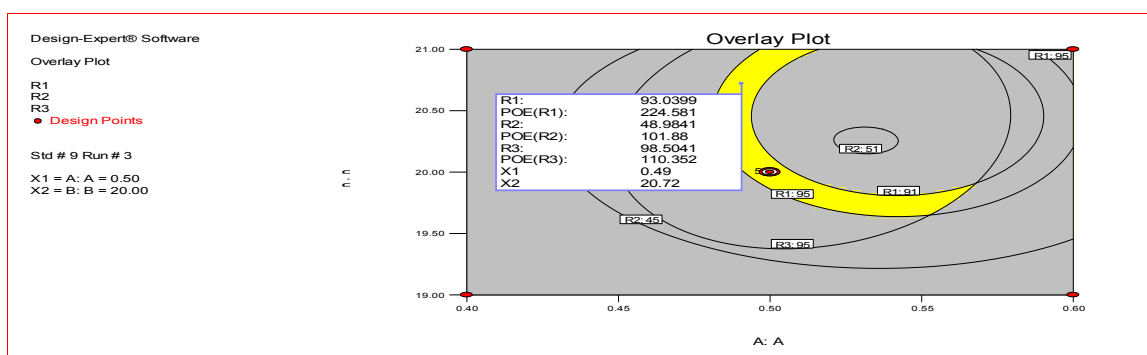 Design-Expert® Software
Overlay Plot
R1
R2
R3
Design Points
Std # 9 Run # 3
X1 = A: A = 0.50
X2 = B: B = 20.00
Overlay Plot
21.00
20.50
20.00
19.50
19.00
0.40
0.45
0.50
0.55
0.60
A: A
R1: 95
R2: 51
R1: 91
R1: 95
R2: 45
R3: 95
5
R1: 93.0399
POE(R1): 224.581
R2: 48.9841
POE(R2): 101.88
R3: 98.5041
POE(R3): 110.352
X1 0.49
X2 20.72